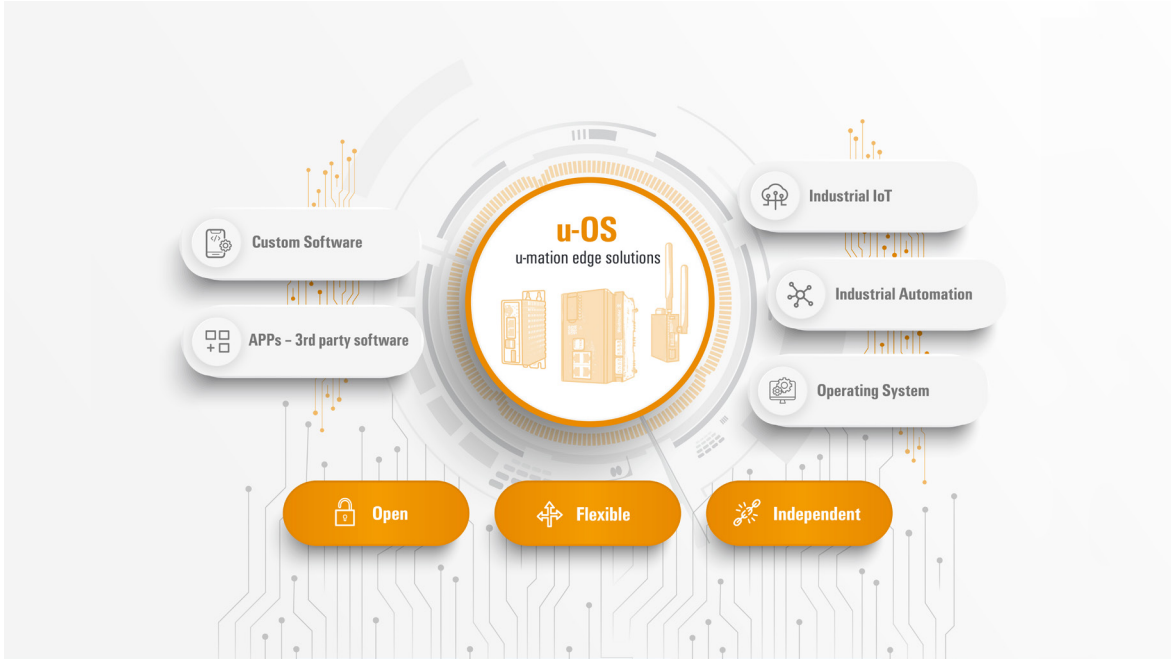 u-OS
u-mation edge solutions
Custom Software
APPs – 3rd party software
Industrial IoT
Industrial Automation
Operating System
Open
Flexible
Independent